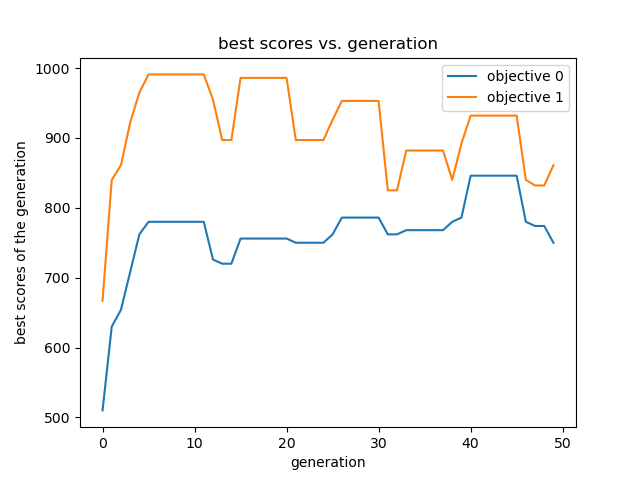 best scores vs. generation
objective 0
objective 1
best scores of the generation
1000
900
800
700
600
500
0 10 20 30 40 50
generation